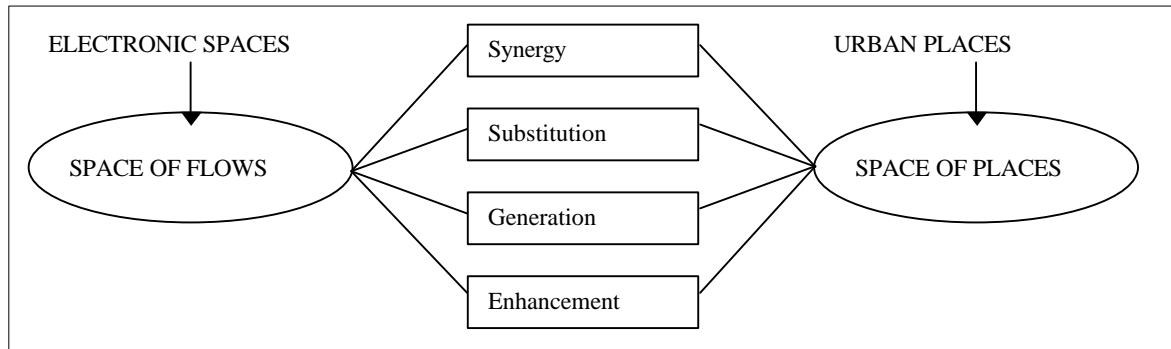 ELECTRONIC SPACES
URBAN PLACES
SPACE OF FLOWS
SPACE OF PLACES
Synergy
Substitution
Generation
Enhancement